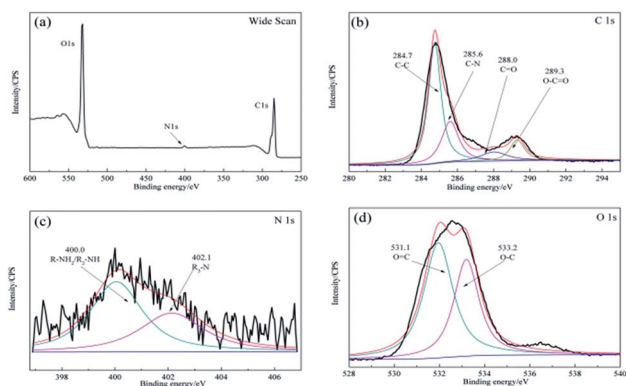 (a)
Wide Scan
O1s
N1s
C1s
Intensity/CPS
600 550 500 450 400 350 300 250
Binding energy/eV
(b)
C 1s
284.7
C-C
285.6
C-N
288.0
C=O
289.3
O-C=O
Intensity/CPS
280 282 284 286 288 290 292 294
Binding energy/eV
(c)
N 1s
400.0
R-NH₂/R₂-NH
402.1
R₃-N
Intensity/CPS
398 400 402 404 406
Binding energy/eV
(d)
O 1s
531.1
O=C
533.2
O-C
Intensity/CPS
528 530 532 534 536 538 540
Binding energy/eV